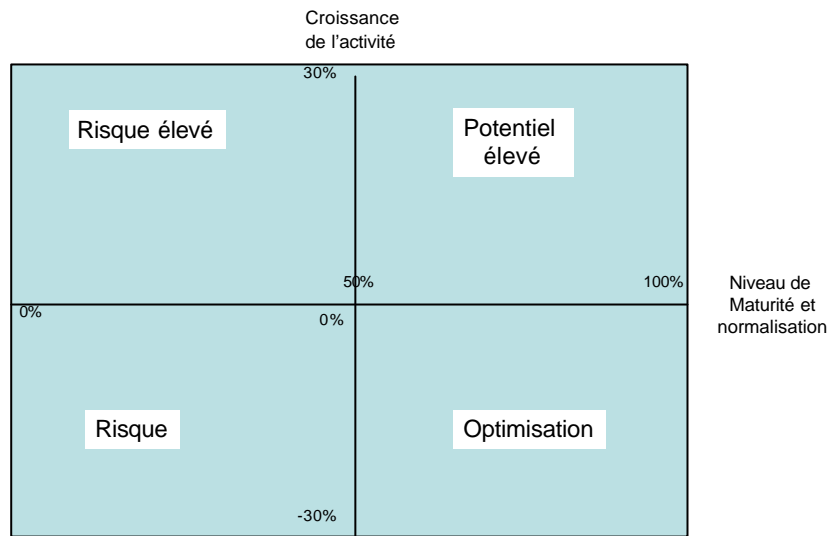 Croissance
de l'activité
30%
Risque élevé
Potentiel
élevé
50%
100%
Niveau de
Maturité et
normalisation
0%
0%
Risque
Optimisation
-30%